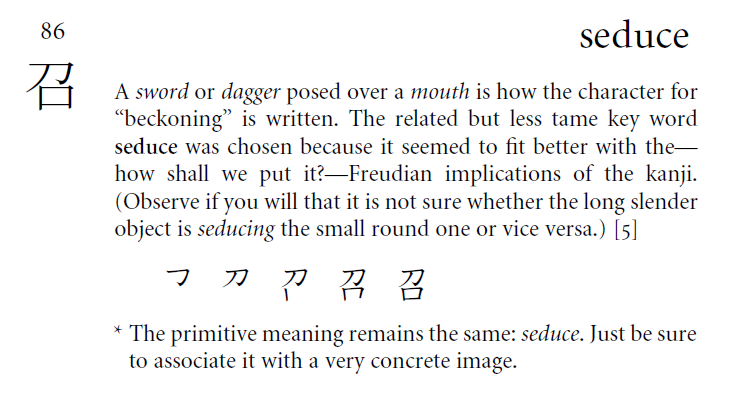 86
seduce
召
A sword or dagger posed over a mouth is how the character for
“beckoning” is written. The related but less tame key word
seduce was chosen because it seemed to fit better with the—
how shall we put it?—Freudian implications of the kanji.
(Observe if you will that it is not sure whether the long slender
object is seducing the small round one or vice versa.) [5]
召
* The primitive meaning remains the same: seduce. Just be sure
to associate it with a very concrete image.